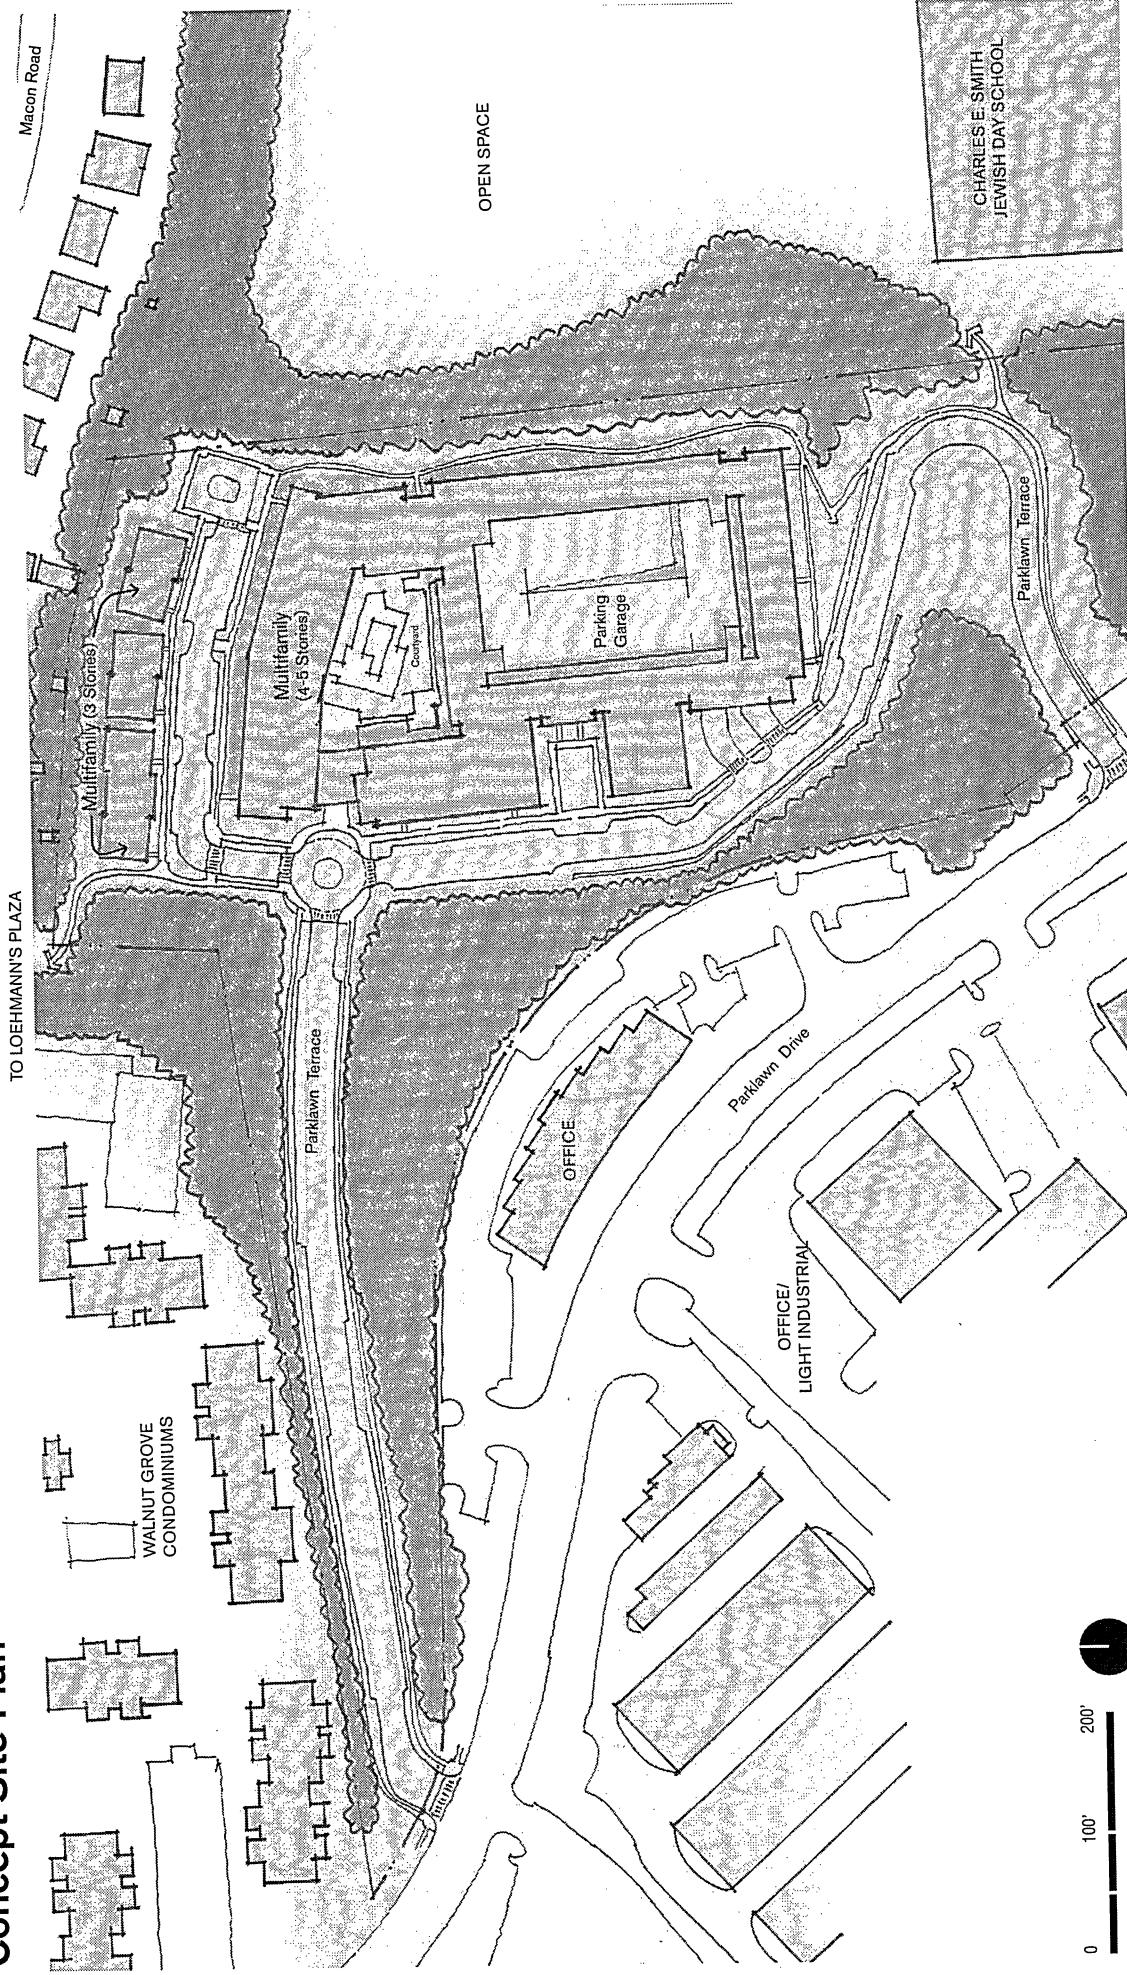 Concept Site Plan
TO LOEHMANN'S PLAZA
Macon Road
Multifamily (3 Stories)
WALNUT GROVE
CONDOMINIUMS
Multifamily
(4-5 Stories)
Parklawn Terrace
Courtyard
OPEN SPACE
Parking
Garage
OFFICE
Parklawn Drive
OFFICE/
LIGHT INDUSTRIAL
CHARLES E. SMITH
JEWISH DAY SCHOOL
Parklawn Terrace
0
100'
200'